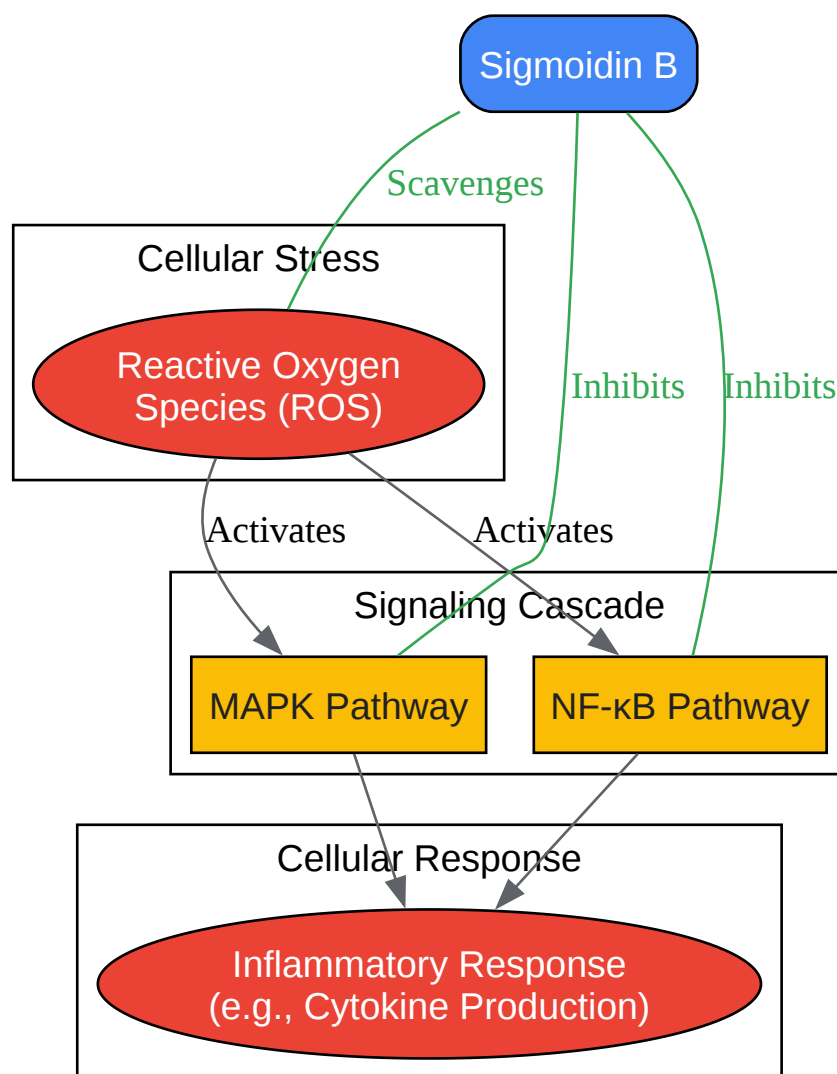 Sigmoidin B
Scavenges
Cellular Stress
Reactive Oxygen
Species (ROS)
Inhibits
Inhibits
Activates
Activates
Signaling Cascade
MAPK Pathway
NF-κB Pathway
Cellular Response
Inflammatory Response
(e.g., Cytokine Production)